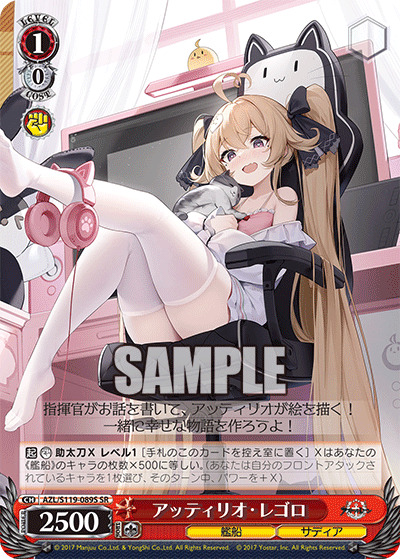 LEVEL
1
0
COST
SAMPLE
指揮官がお話を書いて、アッティリオが絵を描く！
一緒に幸せな物語を作ろうよ！
起 助太刀X レベル1 [手札のこのカードを控え室に置く] Xはあなたの
《艦船》のキャラの枚数×500に等しい。(あなたは自分のフロントアタックさ
れているキャラを1枚選び、そのターン中、パワーを＋X)
CH AZL/S119-089S SR
2500
アッティリオ・レゴロ
艦船 サディア
© 2017 Manjuu Co.,Ltd. & YongShi Co.,Ltd. All Rights Reserved. © 2017 Yostar, Inc. All Rights Reserved.